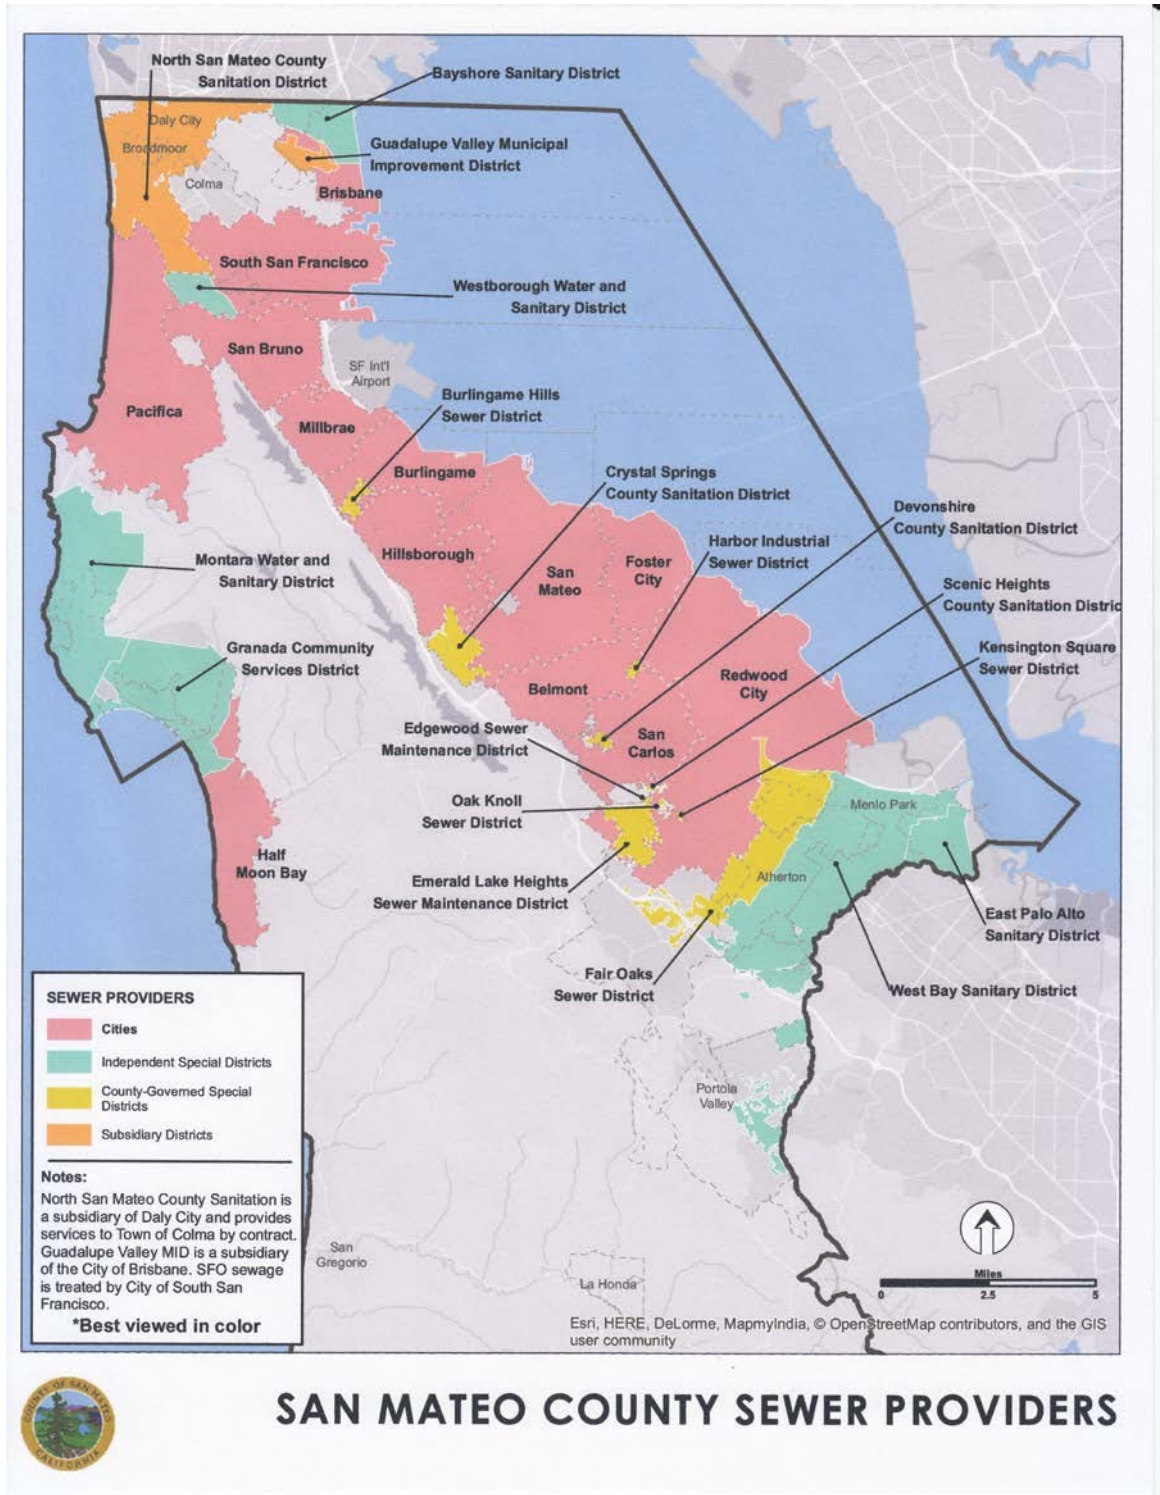 North San Mateo County
Sanitation District
Bayshore Sanitary District
Daly City
Broadmoor
Guadalupe Valley Municipal
Improvement District
Colma
Brisbane
South San Francisco
Westborough Water and
Sanitary District
San Bruno
SF Int'l
Airport
Pacifica
Burlingame Hills
Sewer District
Millbrae
Burlingame
Crystal Springs
County Sanitation District
Devonshire
County Sanitation District
Harbor Industrial
Sewer District
Hillsborough
San
Mateo
Foster
City
Montara Water and
Sanitary District
Scenic Heights
County Sanitation Distric
Granada Community
Services District
Kensington Square
Sewer District
Belmont
Redwood
City
Edgewood Sewer
Maintenance District
San
Carlos
Oak Knoll
Sewer District
Menlo Park
Half
Moon Bay
Emerald Lake Heights
Sewer Maintenance District
Atherton
East Palo Alto
Sanitary District
Fair Oaks
Sewer District
West Bay Sanitary District
Portola
Valley
San
Gregorio
La Honda
SEWER PROVIDERS
Cities
Independent Special Districts
County-Governed Special
Districts
Subsidiary Districts
Notes:
North San Mateo County Sanitation is
a subsidiary of Daly City and provides
services to Town of Colma by contract.
Guadalupe Valley MID is a subsidiary
of the City of Brisbane. SFO sewage
is treated by City of South San
Francisco.
*Best viewed in color
Miles
0 2.5 5
Esri, HERE, DeLorme, MapmyIndia, © OpenStreetMap contributors, and the GIS
user community
COUNTY OF SAN MATEO
CALIFORNIA
SAN MATEO COUNTY SEWER PROVIDERS